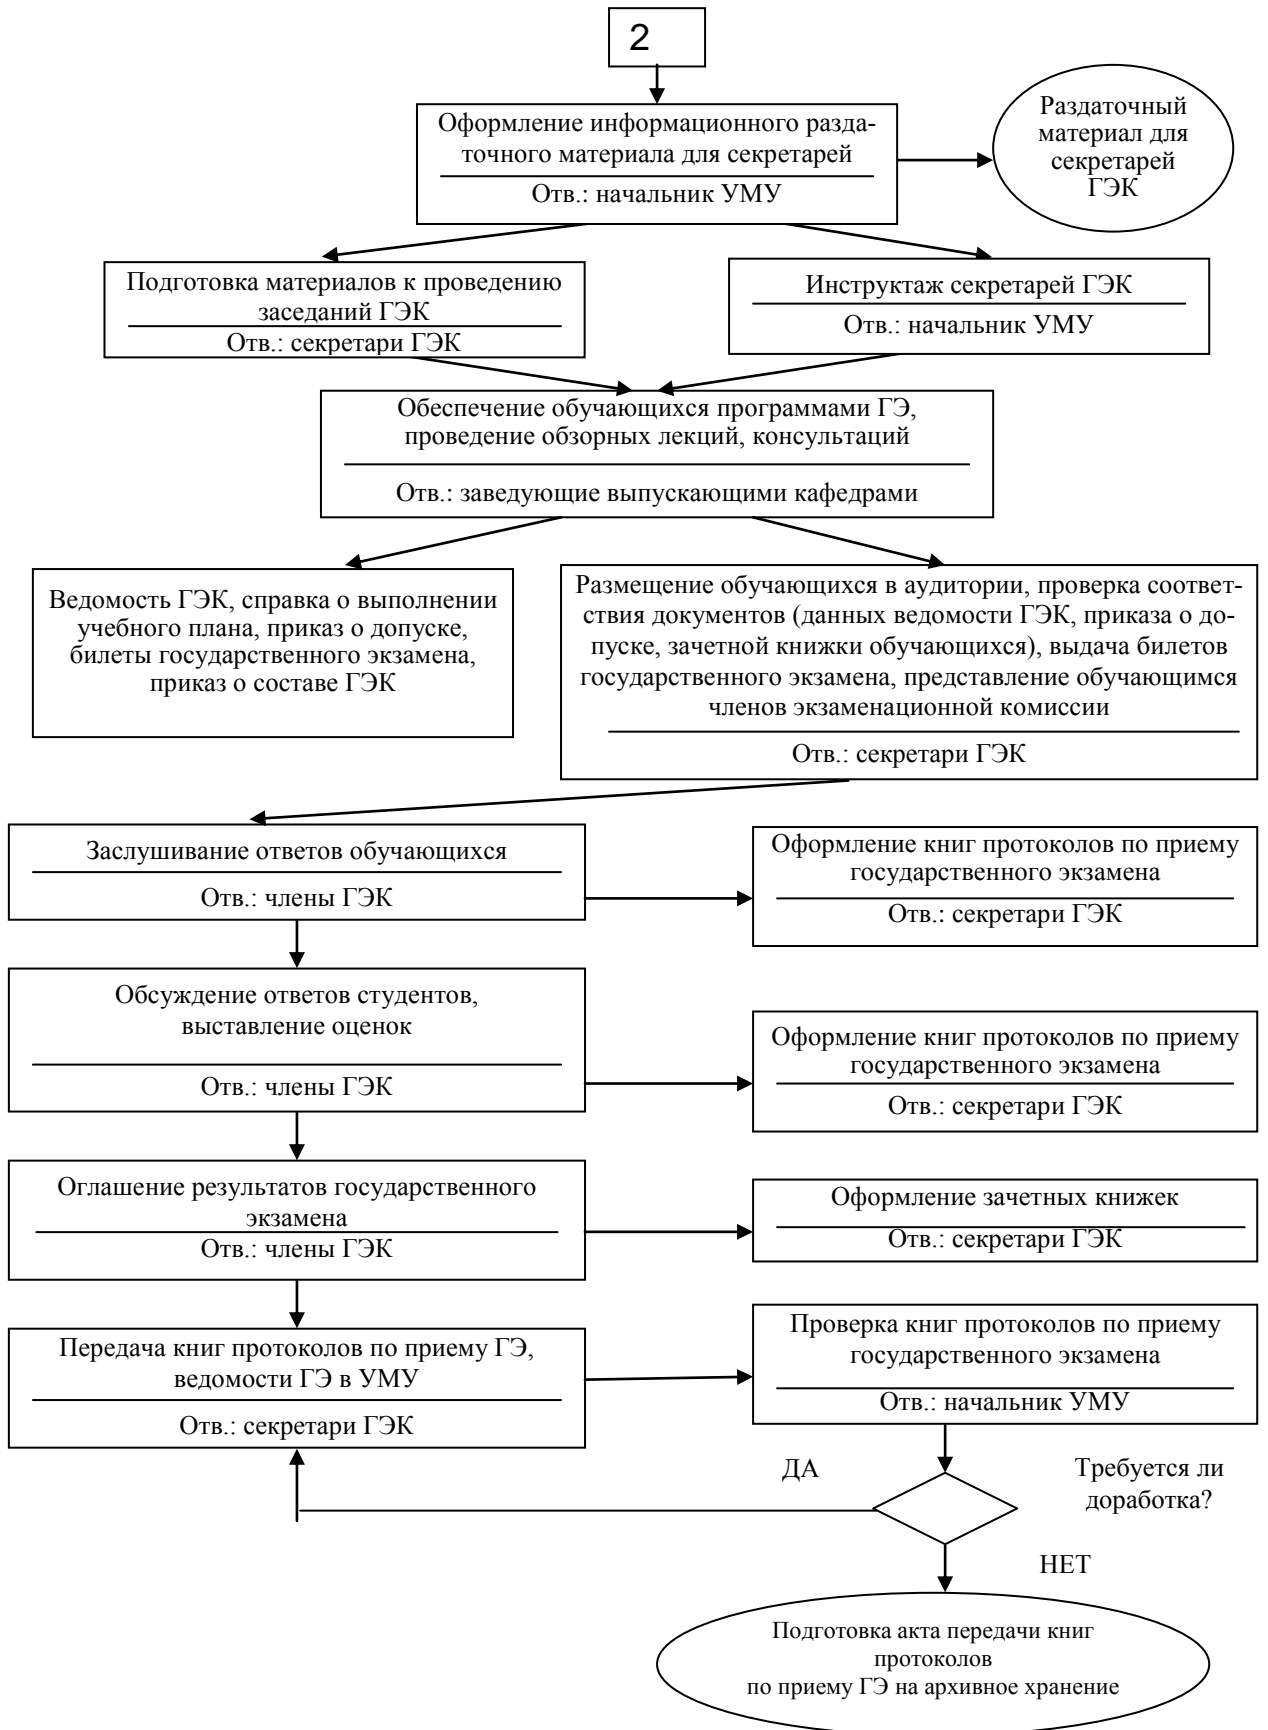 2
Оформление информационного разда-
точного материала для секретарей
Отв.: начальник УМУ
Раздаточный
материал для
секретарей
ГЭК
Подготовка материалов к проведению
заседаний ГЭК
Отв.: секретари ГЭК
Инструктаж секретарей ГЭК
Отв.: начальник УМУ
Обеспечение обучающихся программами ГЭ,
проведение обзорных лекций, консультаций
Отв.: заведующие выпускающими кафедрами
Ведомость ГЭК, справка о выполнении
учебного плана, приказ о допуске,
билеты государственного экзамена,
приказ о составе ГЭК
Размещение обучающихся в аудитории, проверка соответ-
ствия документов (данных ведомости ГЭК, приказа о до-
пуске, зачетной книжки обучающихся), выдача билетов
государственного экзамена, представление обучающимся
членов экзаменационной комиссии
Отв.: секретари ГЭК
Заслушивание ответов обучающихся
Отв.: члены ГЭК
Оформление книг протоколов по приему
государственного экзамена
Отв.: секретари ГЭК
Обсуждение ответов студентов,
выставление оценок
Отв.: члены ГЭК
Оформление книг протоколов по приему
государственного экзамена
Отв.: секретари ГЭК
Оглашение результатов государственного
экзамена
Отв.: члены ГЭК
Оформление зачетных книжек
Отв.: секретари ГЭК
Передача книг протоколов по приему ГЭ,
ведомости ГЭ в УМУ
Отв.: секретари ГЭК
Проверка книг протоколов по приему
государственного экзамена
Отв.: начальник УМУ
ДА
Требуется ли
доработка?
НЕТ
Подготовка акта передачи книг
протоколов
по приему ГЭ на архивное хранение